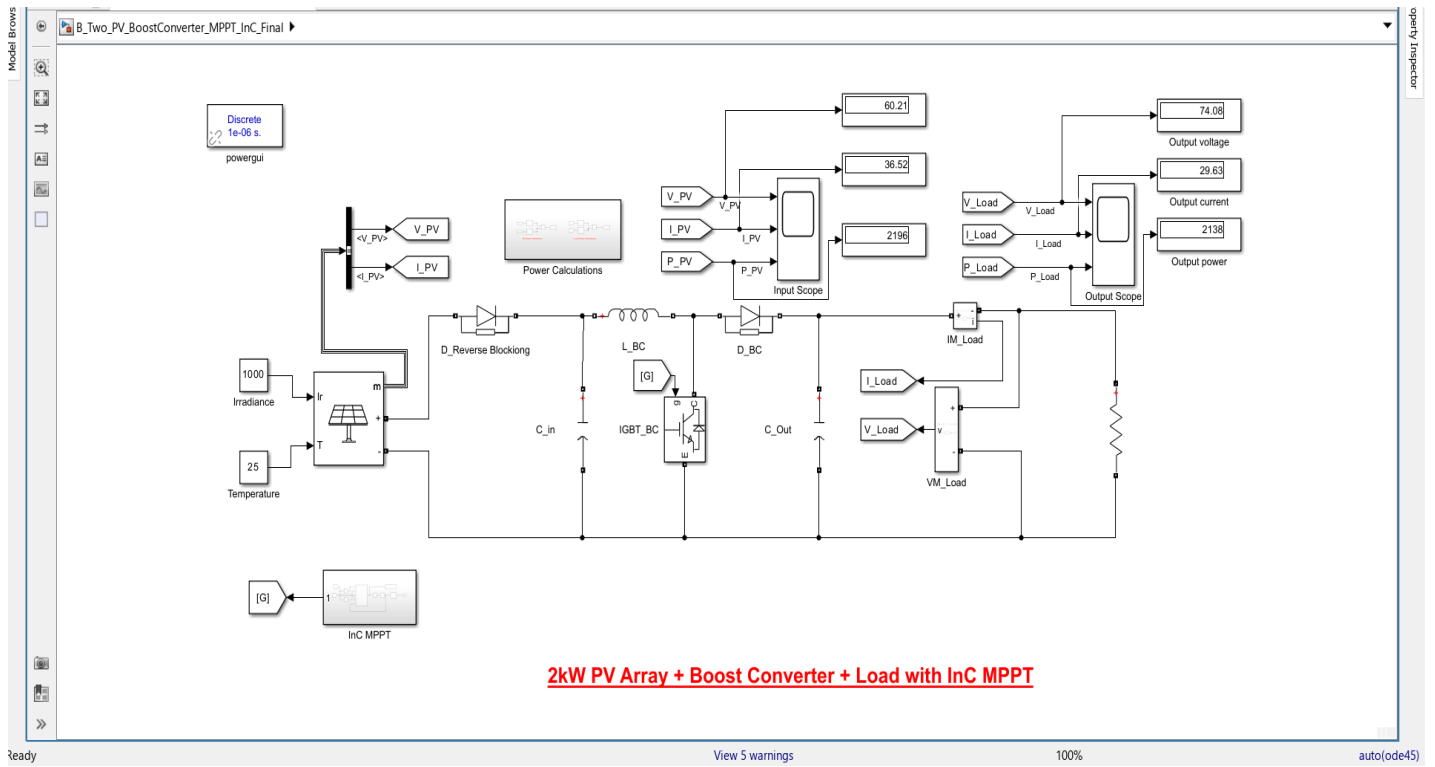 Model Brows
B_Two_PV_BoostConverter_MPPT_InC_Final
operty Inspector
Discrete
1e-06 s.
powergui
V_PV
<V_PV>
I_PV
<I_PV>
Power Calculations
V_PV
V_PV
I_PV
I_PV
P_PV
P_PV
Input Scope
60.21
36.52
2196
V_Load
V_Load
I_Load
I_Load
P_Load
P_Load
Output Scope
74.08
Output voltage
29.63
Output current
2138
Output power
D_Reverse Blockiong
L_BC
D_BC
+
-
i
IM_Load
1000
Irradiance
25
Temperature
Ir
T
m
+
-
C_in
[G]
g
C
E
IGBT_BC
C_Out
I_Load
V_Load
+
v
-
VM_Load
[G]
1
InC MPPT
2kW PV Array + Boost Converter + Load with InC MPPT
Ready
View 5 warnings
100%
auto(ode45)